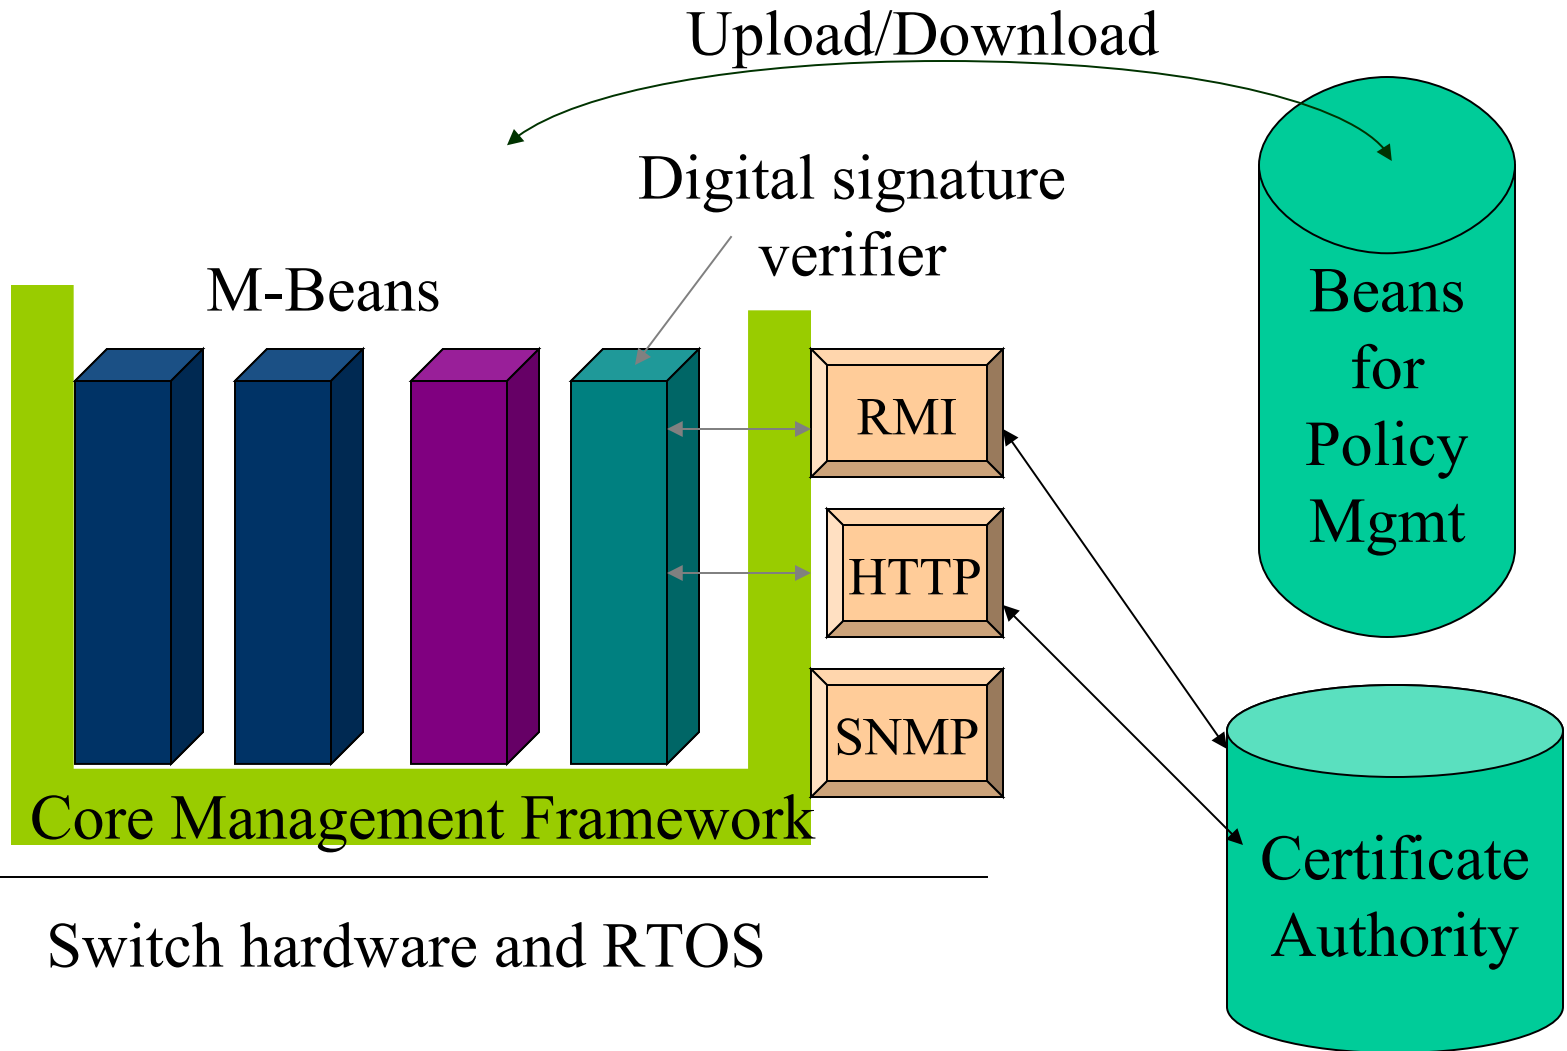 Upload/Download
Digital signature
verifier
M-Beans
Beans
for
Policy
Mgmt
RMI
HTTP
SNMP
Core Management Framework
Certificate
Authority
Switch hardware and RTOS